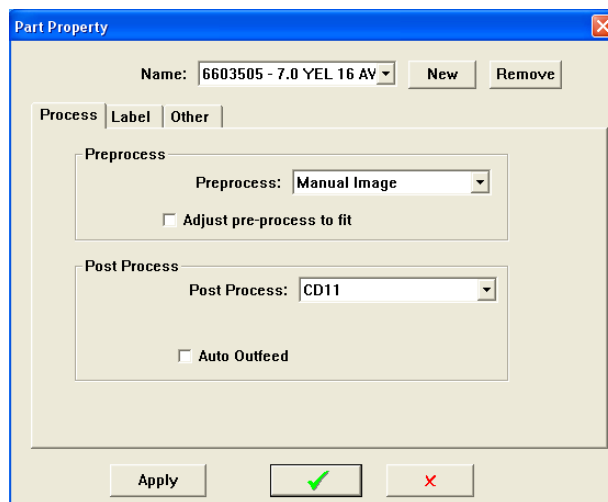 Part Property
Name: 6603505 - 7.0 YEL 16 AV New Remove
Process Label Other
Preprocess
Preprocess: Manual Image
Adjust pre-process to fit
Post Process
Post Process: CD11
Auto Outfeed
Apply